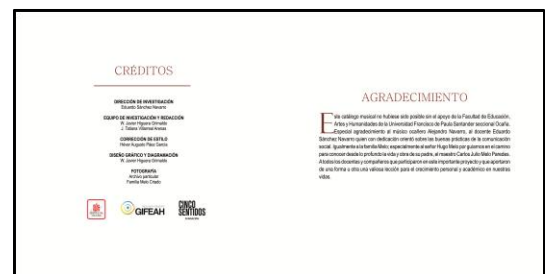 CRÉDITOS
DIRECCIÓN DE INVESTIGACIÓN
Eduardo Sánchez Navarro
EQUIPO DE INVESTIGACIÓN Y REDACCIÓN
W. Javier Higuera Grimaldo
J. Tatiana Villarreal Arenas
CORRECCIÓN DE ESTILO
Héner Augusto Páez García
DISEÑO GRÁFICO Y DIAGRAMACIÓN
W. Javier Higuera Grimaldo
FOTOGRAFÍA
Archivo particular
Familia Melo Criado
GIFEAH
CINCO
SENTIDOS
AGRADECIMIENTO
Este catálogo musical no hubiese sido posible sin el apoyo de la Facultad de Educación,
Artes y Humanidades de la Universidad Francisco de Paula Santander seccional Ocaña.
Especial agradecimiento al músico ocañero Alejandro Navarro, al docente Eduardo
Sánchez Navarro quien con dedicación orientó sobre las buenas prácticas de la comunicación
social. Igualmente a la familia Melo, especialmente al señor Hugo Melo por guiarnos en el camino
para conocer desde lo profundo la vida y obra de su padre, el maestro Carlos Julio Melo Paredes.
A todos los docentes y compañeros que participaron en este importante proyecto y que aportaron
de una forma u otra una valiosa lección para el crecimiento personal y académico en nuestras
vidas.